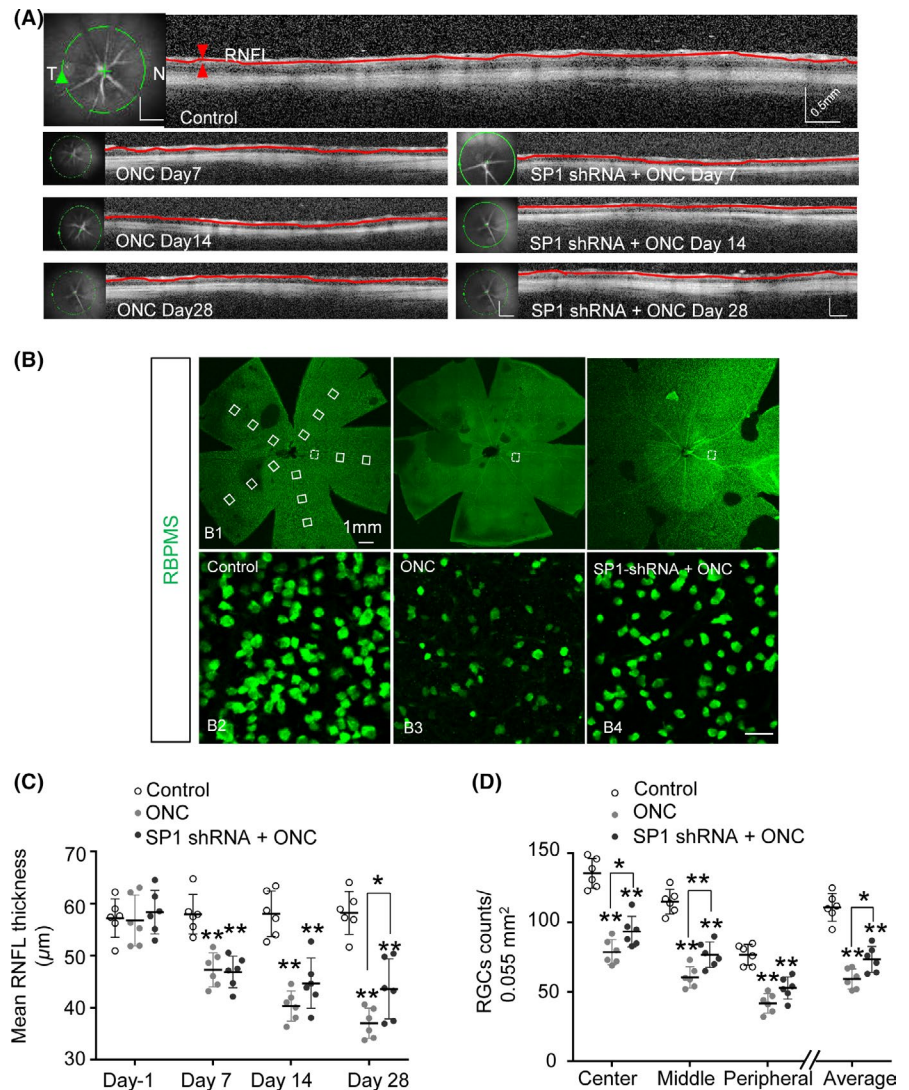 (A)
RNFL
T
N
0.5mm
Control
ONC Day7
SP1 shRNA + ONC Day 7
ONC Day14
SP1 shRNA + ONC Day 14
ONC Day28
SP1 shRNA + ONC Day 28
(B)
RBPMS
B1
1mm
Control
ONC
SP1-shRNA + ONC
B2
B3
B4
(C)
Control
ONC
SP1 shRNA + ONC
Mean RNFL thickness
(µm)
70
60
50
40
30
** **
** **
** **
*
Day-1 Day 7 Day 14 Day 28
(D)
Control
ONC
SP1 shRNA + ONC
RGCs counts/
0.055 mm²
150
100
50
0
*
** **
**
** **
** **
*
** **
Center Middle Peripheral Average